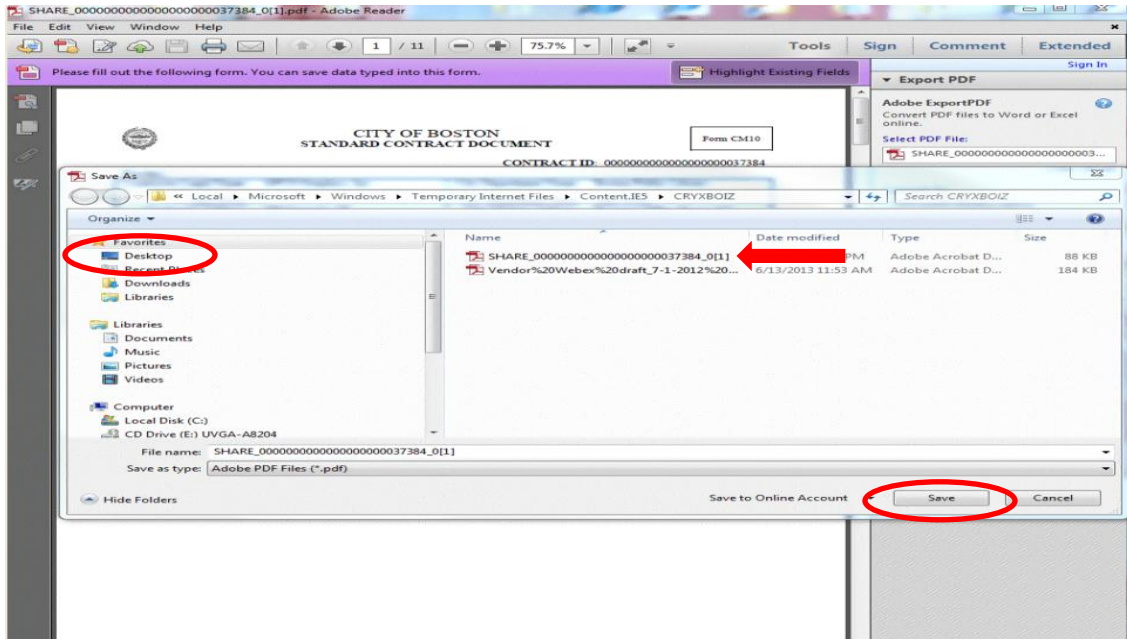 SHARE_0000000000000000000037384_0[1].pdf - Adobe Reader
File Edit View Window Help
1 / 11 75.7% Tools Sign Comment Extended
Please fill out the following form. You can save data typed into this form. Highlight Existing Fields
Sign In
Export PDF
Adobe ExportPDF
Convert PDF files to Word or Excel
online.
Select PDF File:
SHARE_00000000000000000000003...
CITY OF BOSTON
STANDARD CONTRACT DOCUMENT
Form CM10
CONTRACT ID: 0000000000000000000037384
Save As
« Local Microsoft Windows Temporary Internet Files Content.IE5 CRYXBOIZ
Search CRYXBOIZ
Organize
Name Date modified Type Size
Favorites
Desktop
Recent Places
Downloads
Libraries
SHARE_0000000000000000000037384_0[1] PM Adobe Acrobat D... 88 KB
Vendor%20Webex%20draft_7-1-2012%20... 6/13/2013 11:53 AM Adobe Acrobat D... 184 KB
Libraries
Documents
Music
Pictures
Videos
Computer
Local Disk (C:)
CD Drive (E:) UVGA-A8204
File name: SHARE_0000000000000000000037384_0[1]
Save as type: Adobe PDF Files (*.pdf)
Hide Folders
Save to Online Account Save Cancel